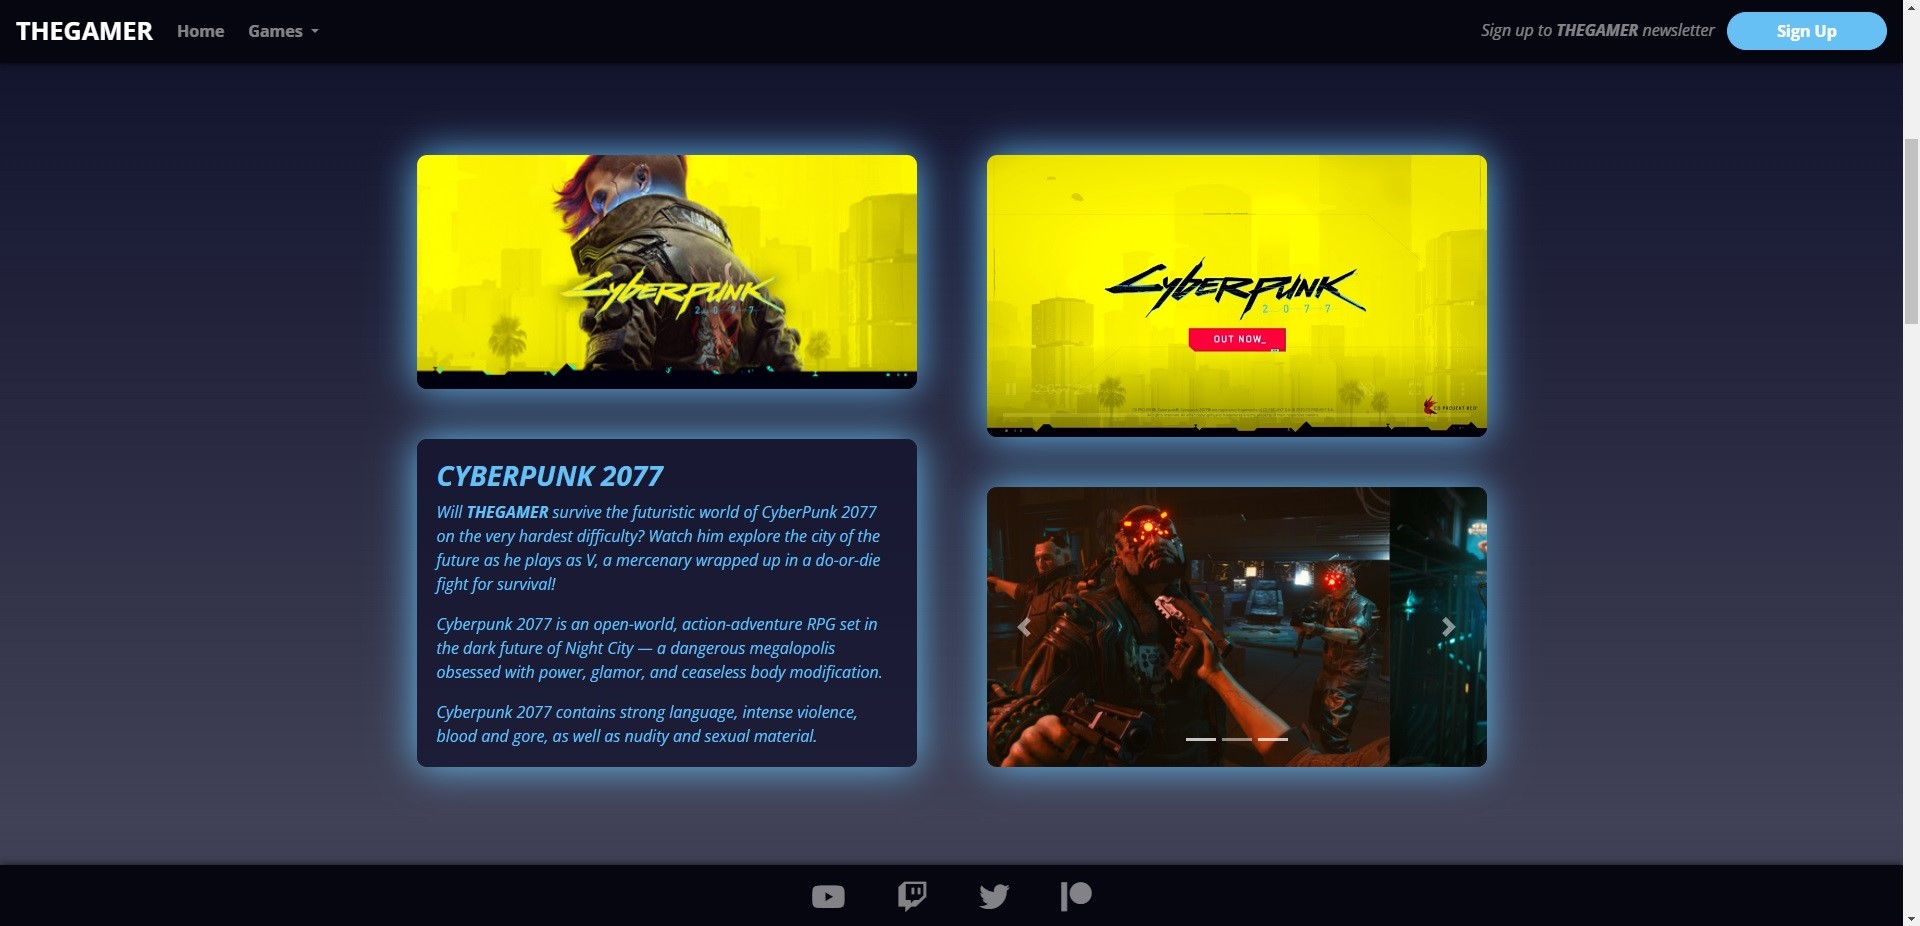 THEGAMER
Home
Games
Sign up to THEGAMER newsletter
Sign Up
Cyberpunk
2077
Cyberpunk
2077
OUT NOW_
CD PROJEKT RED
CYBERPUNK 2077
Will THEGAMER survive the futuristic world of CyberPunk 2077
on the very hardest difficulty? Watch him explore the city of the
future as he plays as V, a mercenary wrapped up in a do-or-die
fight for survival!
Cyberpunk 2077 is an open-world, action-adventure RPG set in
the dark future of Night City — a dangerous megalopolis
obsessed with power, glamor, and ceaseless body modification.
Cyberpunk 2077 contains strong language, intense violence,
blood and gore, as well as nudity and sexual material.